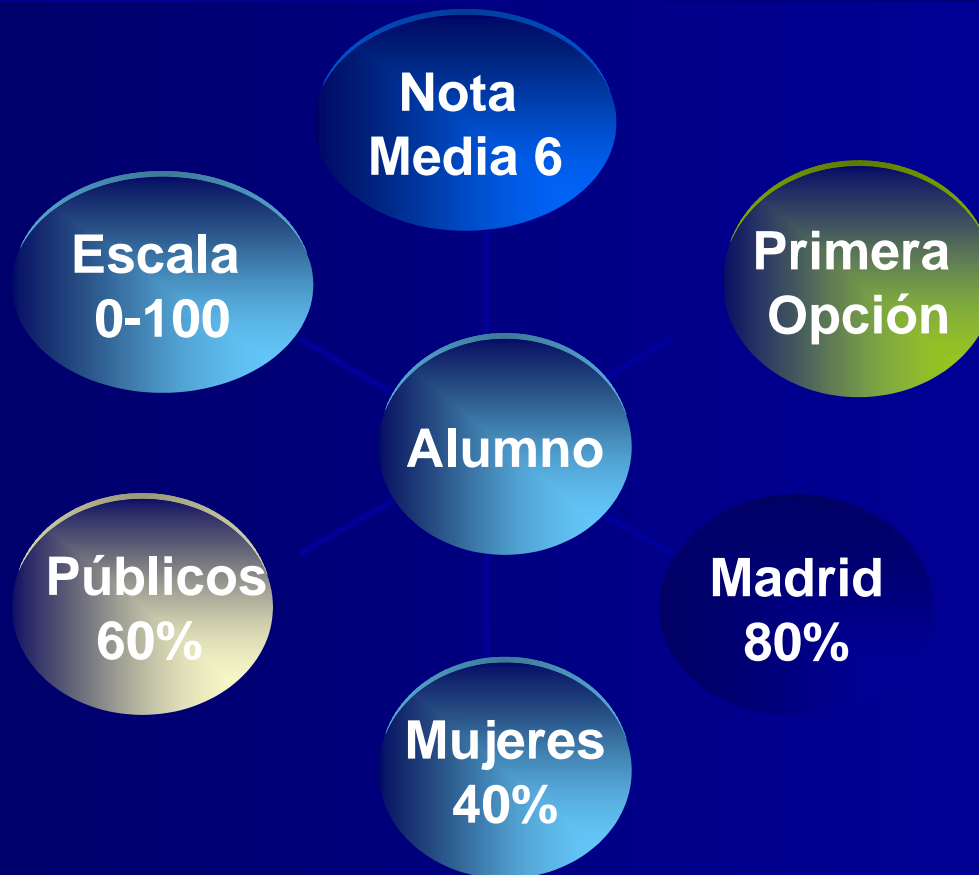 Nota
Media 6
Escala
0-100
Primera
Opción
Alumno
Públicos
60%
Madrid
80%
Mujeres
40%